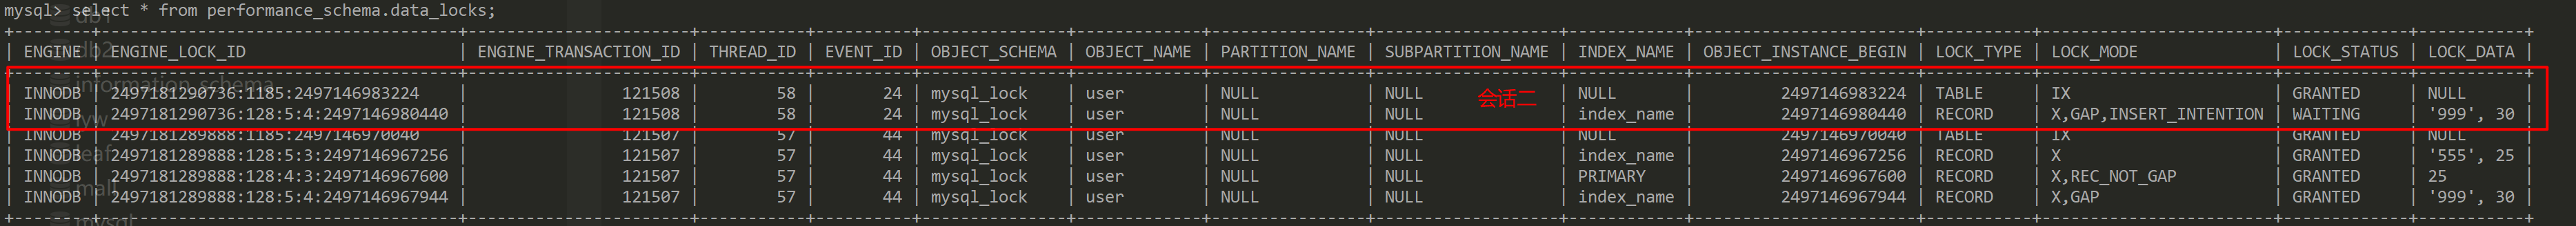 mysql> select * from performance_schema.data_locks;
+--------+----------------------------------------+-----------------------+-----------+----------+---------------+-------------+----------------+-------------------+------------+-----------------------+-----------+------------------------+-------------+-----------+
| ENGINE | ENGINE_LOCK_ID | ENGINE_TRANSACTION_ID | THREAD_ID | EVENT_ID | OBJECT_SCHEMA | OBJECT_NAME | PARTITION_NAME | SUBPARTITION_NAME | INDEX_NAME | OBJECT_INSTANCE_BEGIN | LOCK_TYPE | LOCK_MODE | LOCK_STATUS | LOCK_DATA |
| INNODB | 2497181290736:1185:2497146983224 | 121508 | 58 | 24 | mysql_lock | user | NULL | NULL | NULL | 2497146983224 | TABLE | IX | GRANTED | NULL |
会话二
| INNODB | 2497181290736:128:5:4:2497146980440 | 121508 | 58 | 24 | mysql_lock | user | NULL | NULL | index_name | 2497146980440 | RECORD | X,GAP,INSERT_INTENTION | WAITING | '999', 30 |
| INNODB | 2497181289888:1185:2497146970040 | 121507 | 57 | 44 | mysql_lock | user | NULL | NULL | NULL | 2497146970040 | TABLE | IX | GRANTED | NULL |
| INNODB | 2497181289888:128:5:3:2497146967256 | 121507 | 57 | 44 | mysql_lock | user | NULL | NULL | index_name | 2497146967256 | RECORD | X | GRANTED | '555', 25 |
| INNODB | 2497181289888:128:4:3:2497146967600 | 121507 | 57 | 44 | mysql_lock | user | NULL | NULL | PRIMARY | 2497146967600 | RECORD | X,REC_NOT_GAP | GRANTED | 25 |
| INNODB | 2497181289888:128:5:4:2497146967944 | 121507 | 57 | 44 | mysql_lock | user | NULL | NULL | index_name | 2497146967944 | RECORD | X,GAP | GRANTED | '999', 30 |
db1
db2
information_schema
leaf
mall
mysql